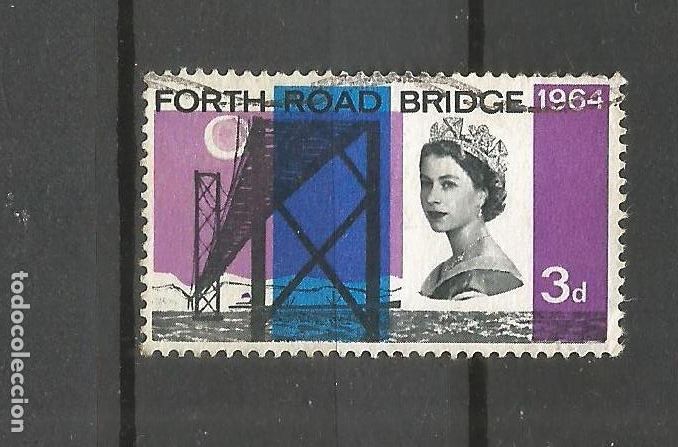 FORTH ROAD BRIDGE 1964
3d
todocoleccion